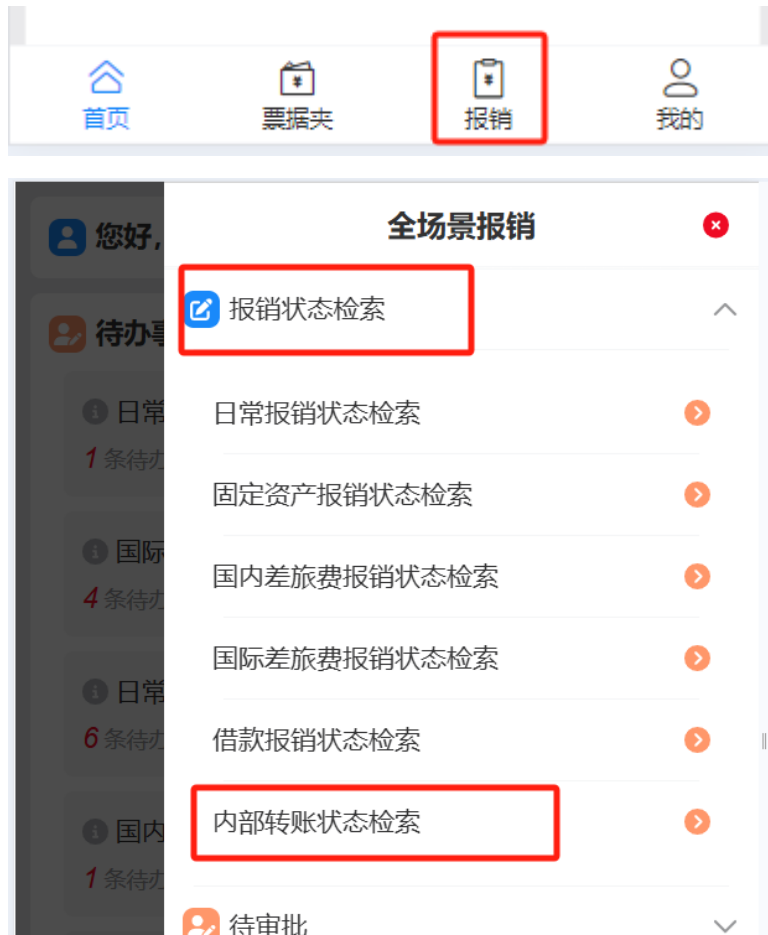 首页 票据夹 报销 我的
全场景报销
您好,
报销状态检索
待办事
日常报销状态检索
日常
1 条待办
固定资产报销状态检索
国际
国内差旅费报销状态检索
4 条待办
国际差旅费报销状态检索
日常
6 条待办
借款报销状态检索
内部转账状态检索
国内
1 条待办
待审批